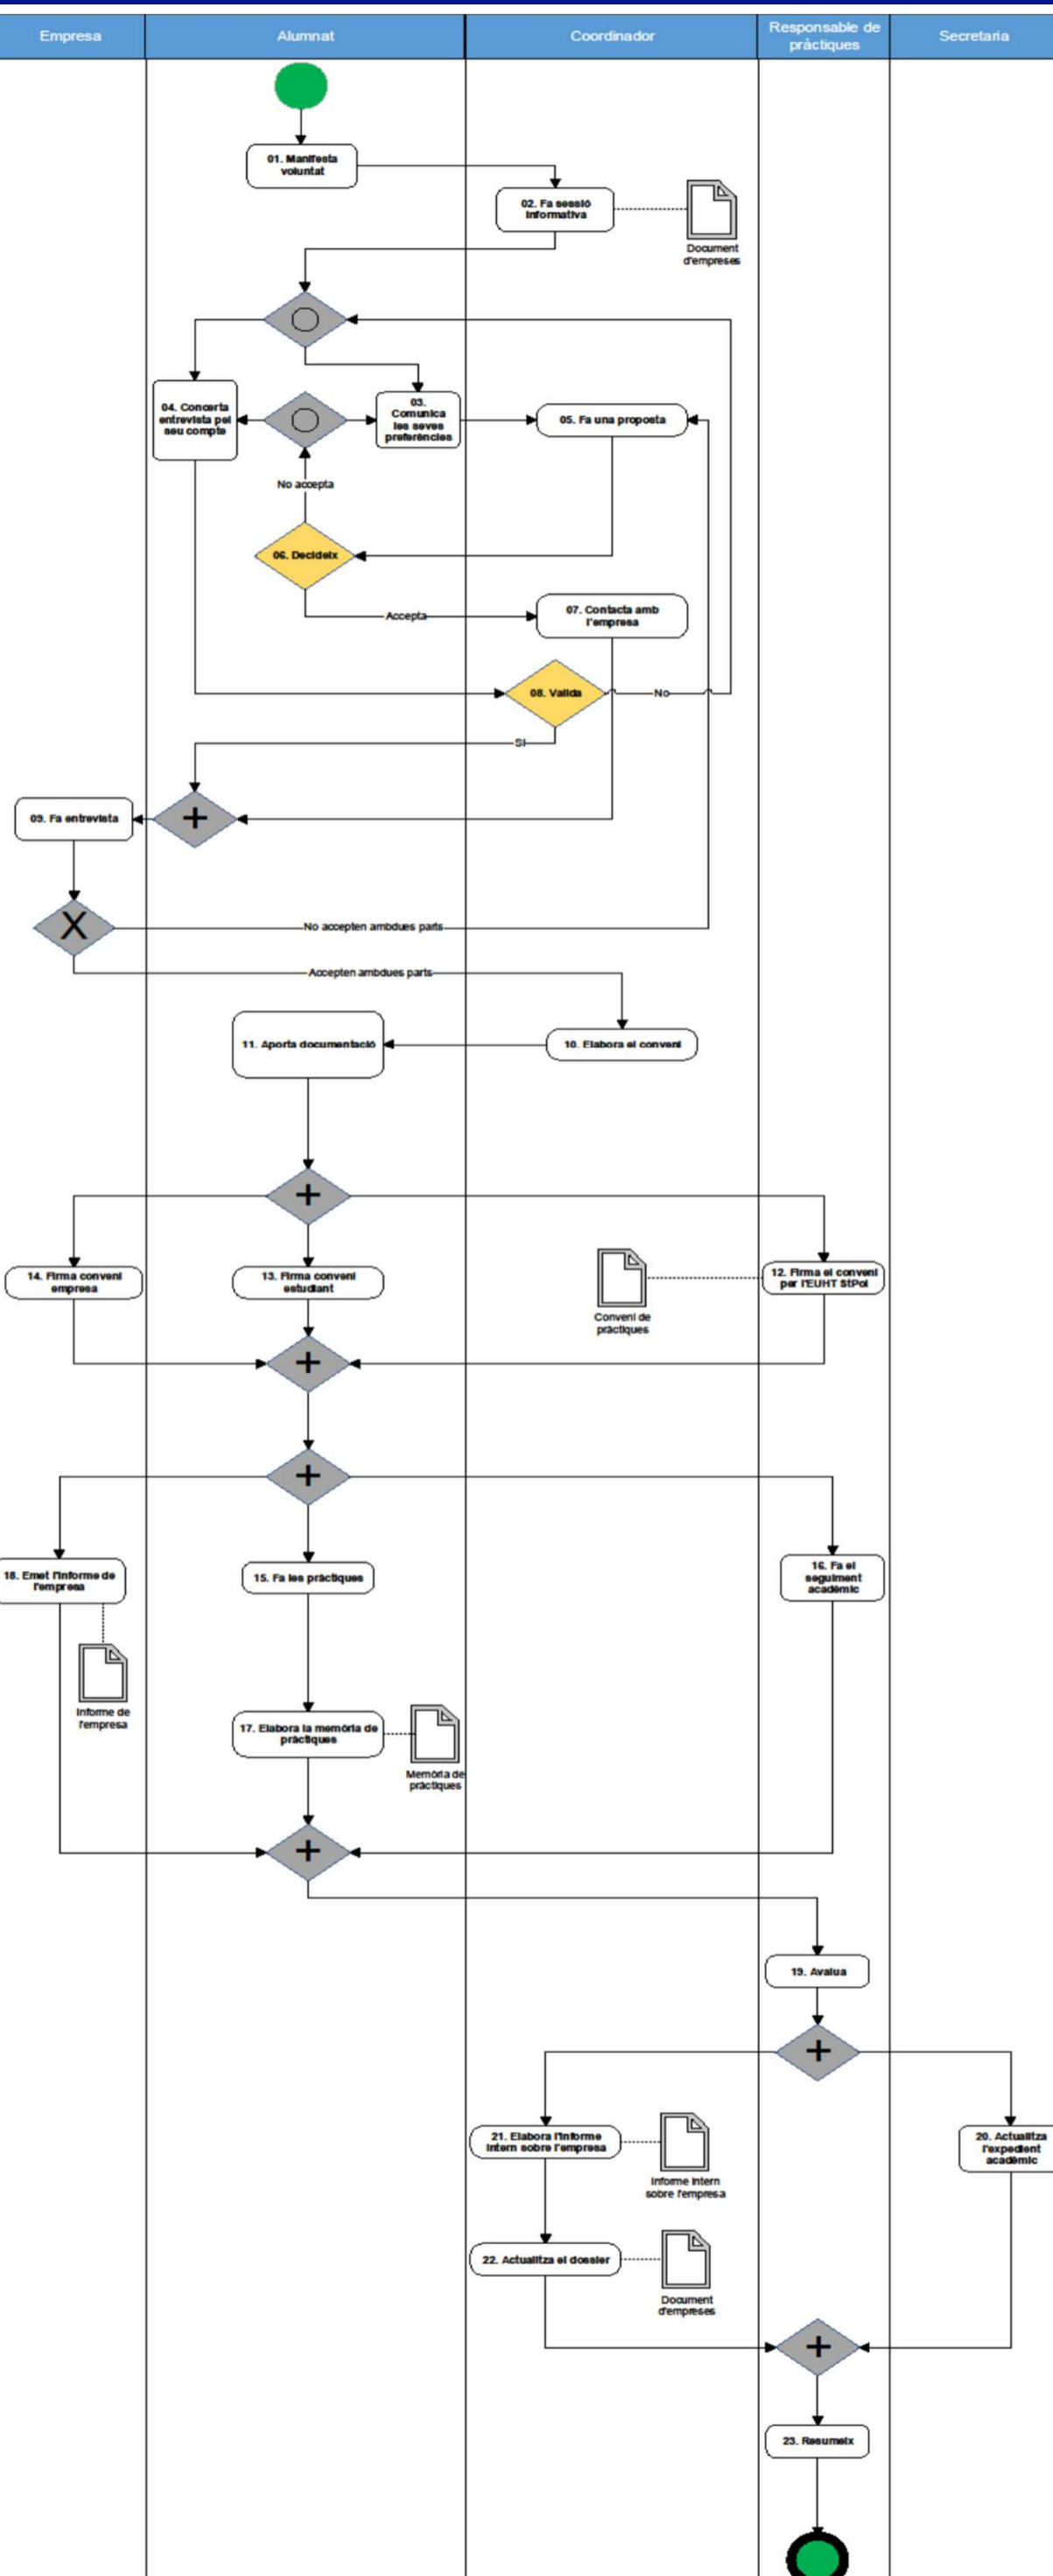 Empresa
Alumnat
Coordinador
Responsable de
pràctiques
Secretaria
01. Manifesta
voluntat
02. Fa sessió
informativa
Document
d'empreses
04. Concerta
entrevista pel
seu compte
03.
Comunica
les seves
preferències
05. Fa una proposta
No accepta
06. Decideix
Accepta
07. Contacta amb
l'empresa
08. Valida
No
Si
09. Fa entrevista
+
X
No accepten ambdues parts
Accepten ambdues parts
11. Aporta documentació
10. Elabora el conveni
+
14. Firma conveni
empresa
13. Firma conveni
estudiant
Conveni de
pràctiques
12. Firma el conveni
per l'EUHT StPol
+
+
18. Emet l'informe de
l'empresa
15. Fa les pràctiques
16. Fa el
seguiment
acadèmic
Informe de
l'empresa
17. Elabora la memòria de
pràctiques
Memòria de
pràctiques
+
19. Avalua
+
21. Elabora l'informe
intern sobre l'empresa
Informe intern
sobre l'empresa
20. Actualitza
l'expedient
acadèmic
22. Actualitza el dossier
Document
d'empreses
+
23. Resumeix